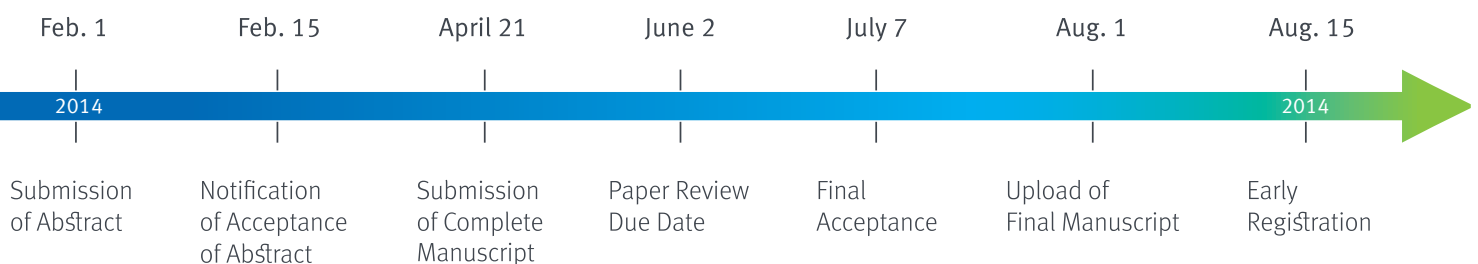 Feb. 1 Feb. 15 April 21 June 2 July 7 Aug. 1 Aug. 15
2014 2014
Submission Notification Submission Paper Review Final Upload of Early
of Abstract of Acceptance of Complete Due Date Acceptance Final Manuscript Registration
of Abstract Manuscript